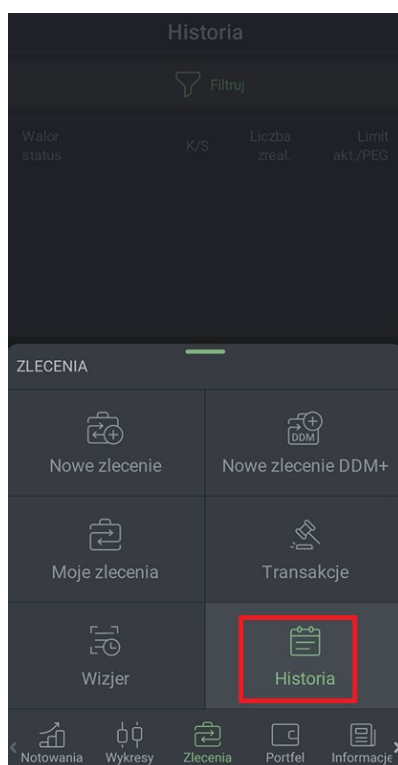 Historia
Filtruj
Walor K/S Liczba Limit
status zreal. akt./PEG
ZLECENIA
DDM
Nowe zlecenie Nowe zlecenie DDM+
Moje zlecenia Transakcje
Wizjer Historia
Notowania Wykresy Zlecenia Portfel Informacje